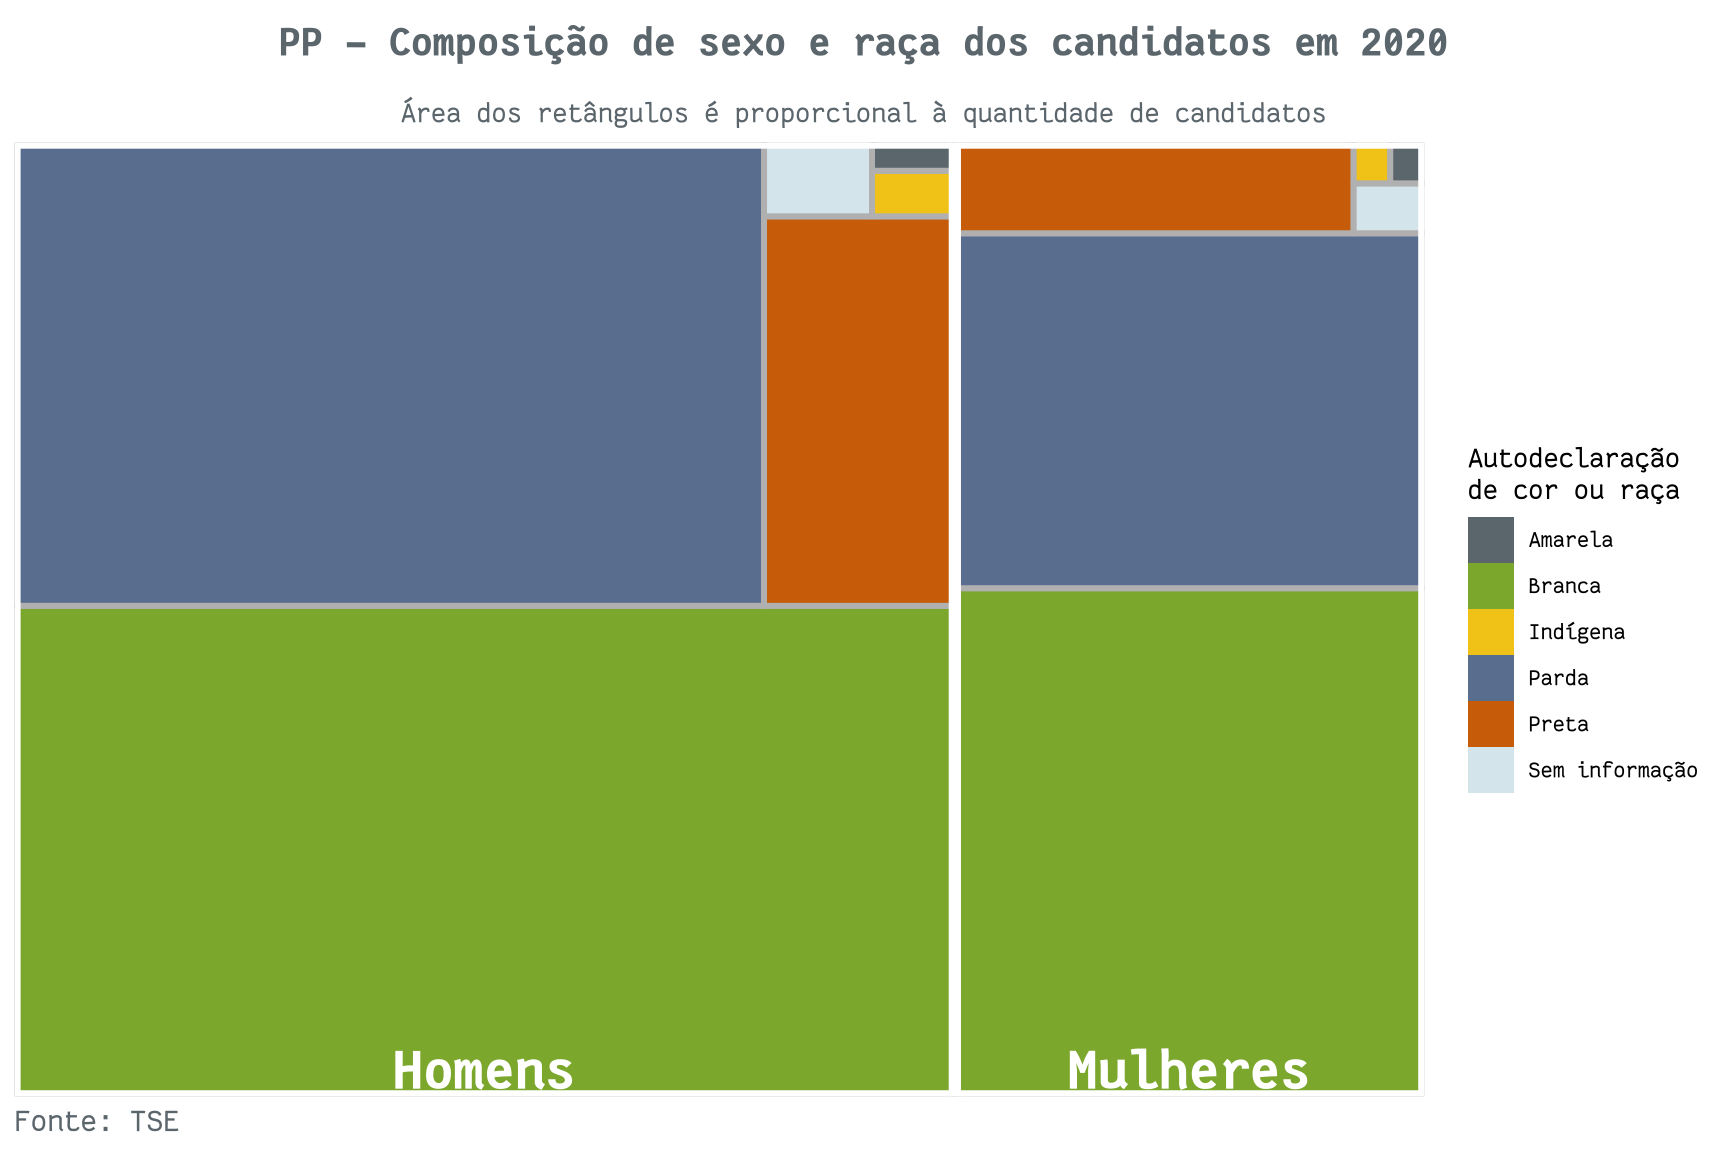 PP – Composição de sexo e raça dos candidatos em 2020
Área dos retângulos é proporcional à quantidade de candidatos
Homens
Mulheres
Autodeclaração
de cor ou raça
Amarela
Branca
Indígena
Parda
Preta
Sem informação
Fonte: TSE